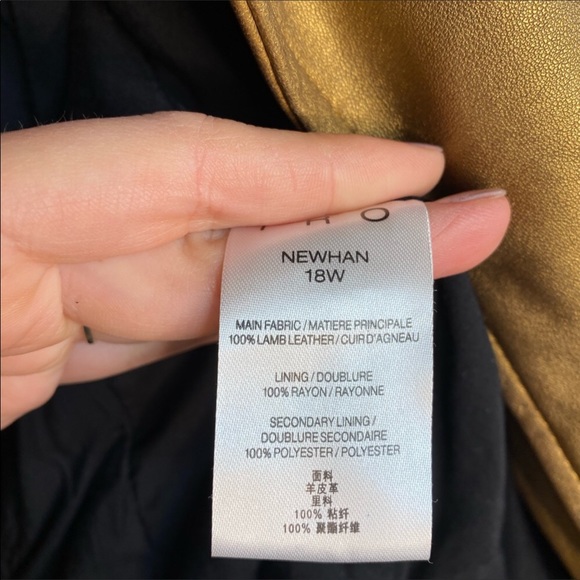 NEWHAN
18W
MAIN FABRIC / MATIERE PRINCIPALE
100% LAMB LEATHER / CUIR D'AGNEAU
LINING / DOUBLURE
100% RAYON / RAYONNE
SECONDARY LINING /
DOUBLURE SECONDAIRE
100% POLYESTER / POLYESTER
面料
羊皮革
里料
100% 粘纤
100% 聚酯纤维